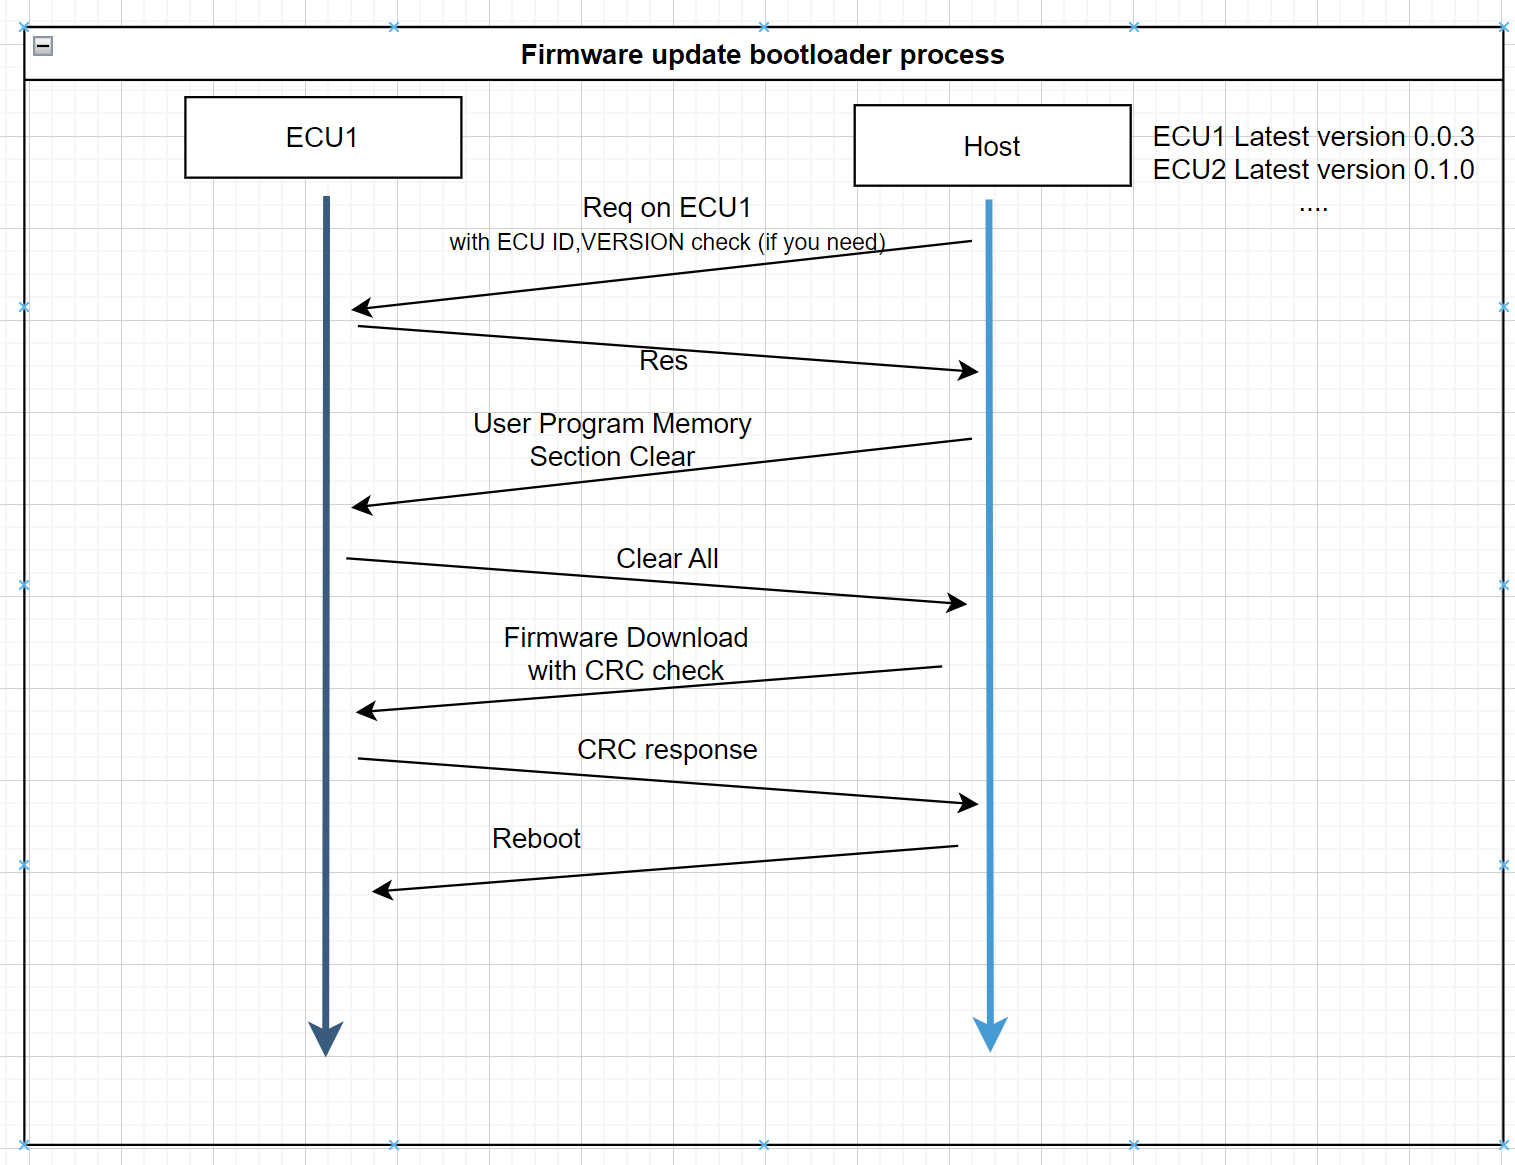 Firmware update bootloader process
ECU1
Host
ECU1 Latest version 0.0.3
ECU2 Latest version 0.1.0
....
Req on ECU1
with ECU ID,VERSION check (if you need)
Res
User Program Memory
Section Clear
Clear All
Firmware Download
with CRC check
CRC response
Reboot